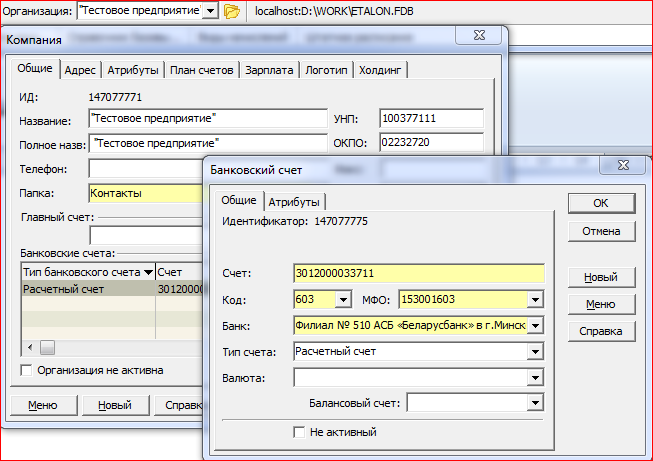 Организация: "Тестовое предприятие" localhost:D:\WORK\ETALON.FDB
Компания
Общие Адрес Атрибуты План счетов Зарплата Логотип Холдинг
ИД: 147077771
Название: "Тестовое предприятие" УНП: 100377111
Полное назв: "Тестовое предприятие" ОКПО: 02232720
Телефон:
Папка: Контакты
Главный счет:
Банковские счета:
Тип банковского счета Счет
Расчетный счет 3012000
Организация не активна
Меню Новый Справк
Банковский счет
Общие Атрибуты
Идентификатор: 147077775
Счет: 3012000033711
Код: 603 МФО: 153001603
Банк: Филиал № 510 АСБ «Беларусбанк» в г.Минск
Тип счета: Расчетный счет
Валюта:
Балансовый счет:
Не активный
ОК
Отмена
Новый
Меню
Справка